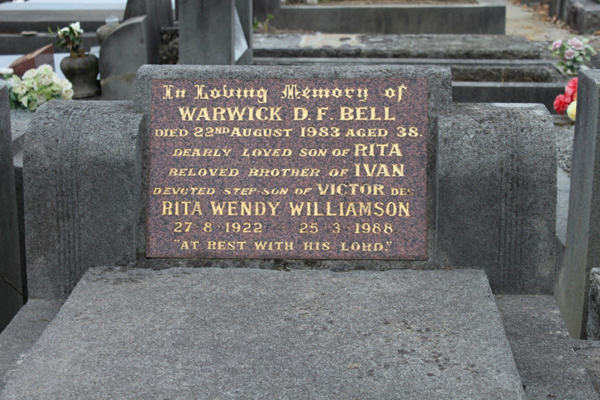 In Loving Memory of
WARWICK D.F. BELL
DIED 22ND AUGUST 1983 AGED 38.
DEARLY LOVED SON OF RITA
BELOVED BROTHER OF IVAN
DEVOTED STEP-SON OF VICTOR DEC
RITA WENDY WILLIAMSON
27·8·1922 25·3·1988
"AT REST WITH HIS LORD."